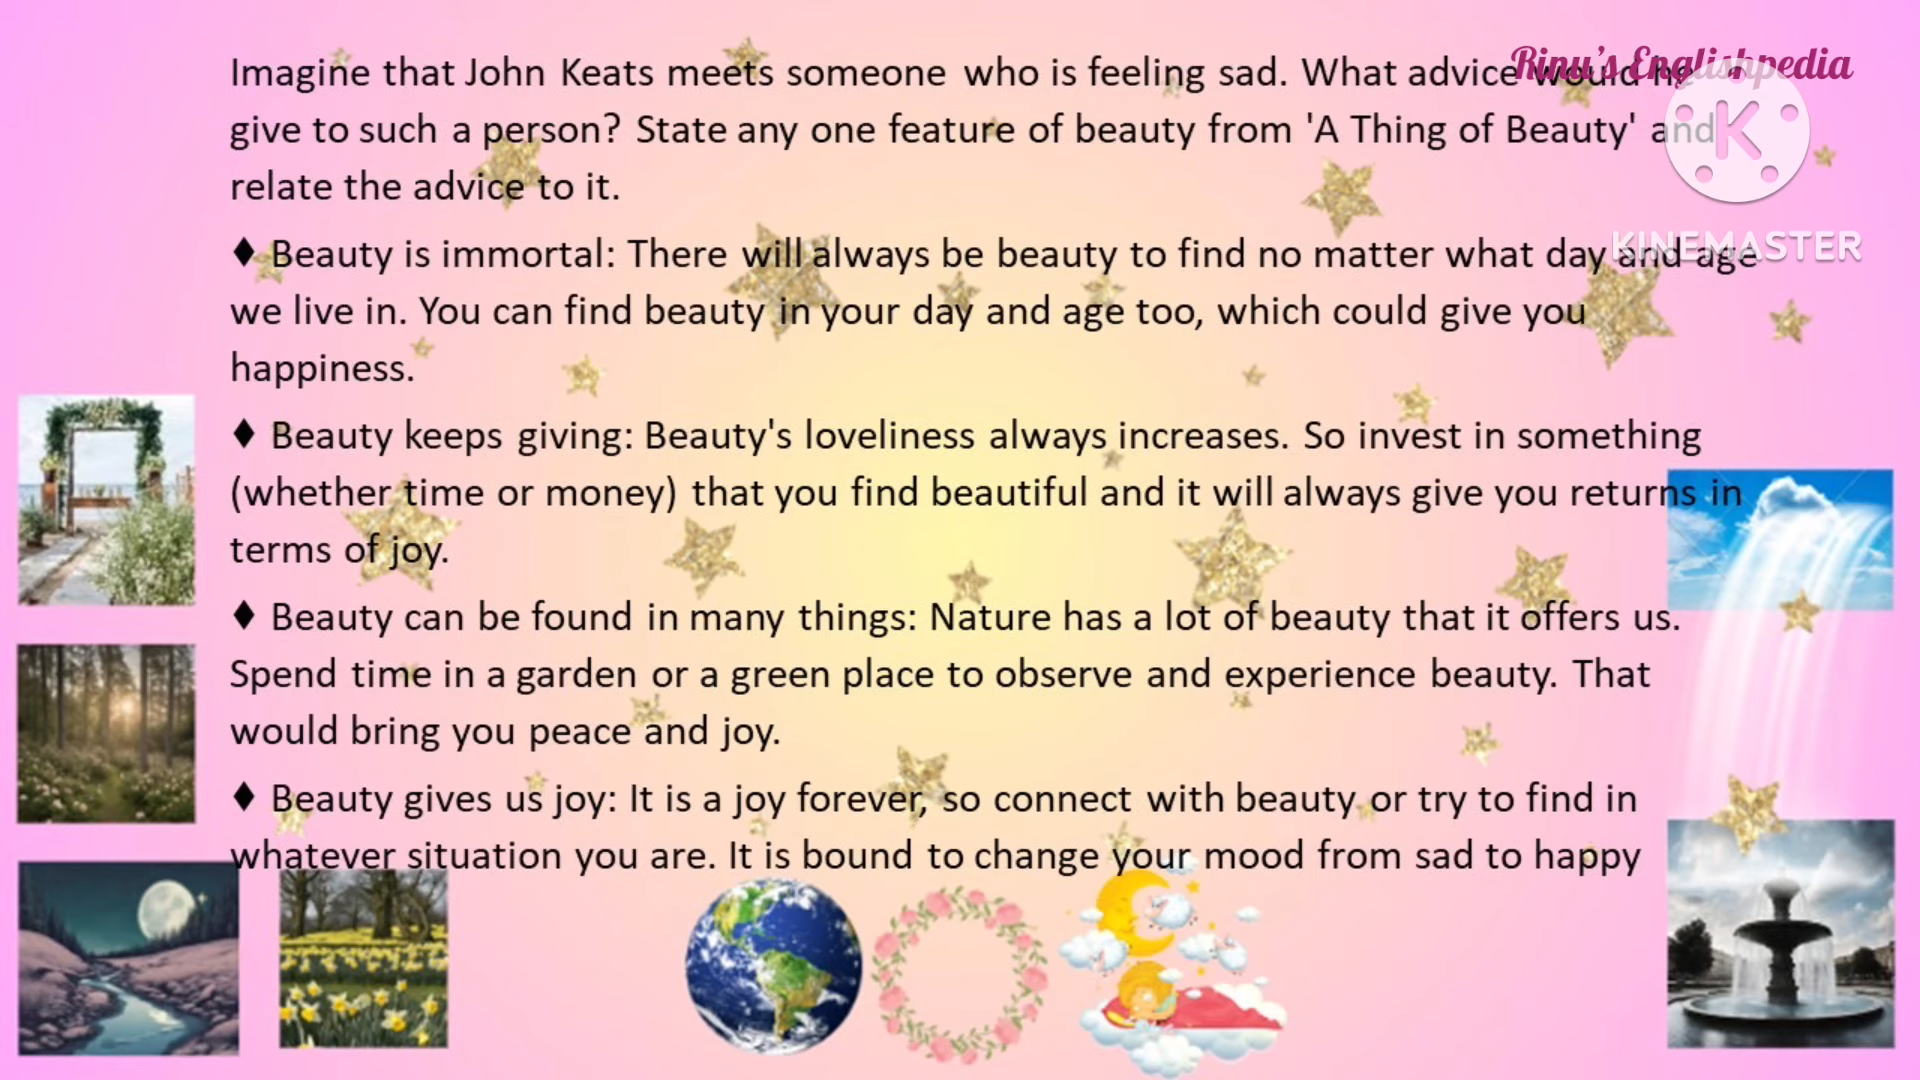 Rinu's Englishpedia
Imagine that John Keats meets someone who is feeling sad. What advice would he
give to such a person? State any one feature of beauty from 'A Thing of Beauty' and
relate the advice to it.
K
KINEMASTER
♦ Beauty is immortal: There will always be beauty to find no matter what day and age
we live in. You can find beauty in your day and age too, which could give you
happiness.
♦ Beauty keeps giving: Beauty's loveliness always increases. So invest in something
(whether time or money) that you find beautiful and it will always give you returns in
terms of joy.
♦ Beauty can be found in many things: Nature has a lot of beauty that it offers us.
Spend time in a garden or a green place to observe and experience beauty. That
would bring you peace and joy.
♦ Beauty gives us joy: It is a joy forever, so connect with beauty or try to find in
whatever situation you are. It is bound to change your mood from sad to happy